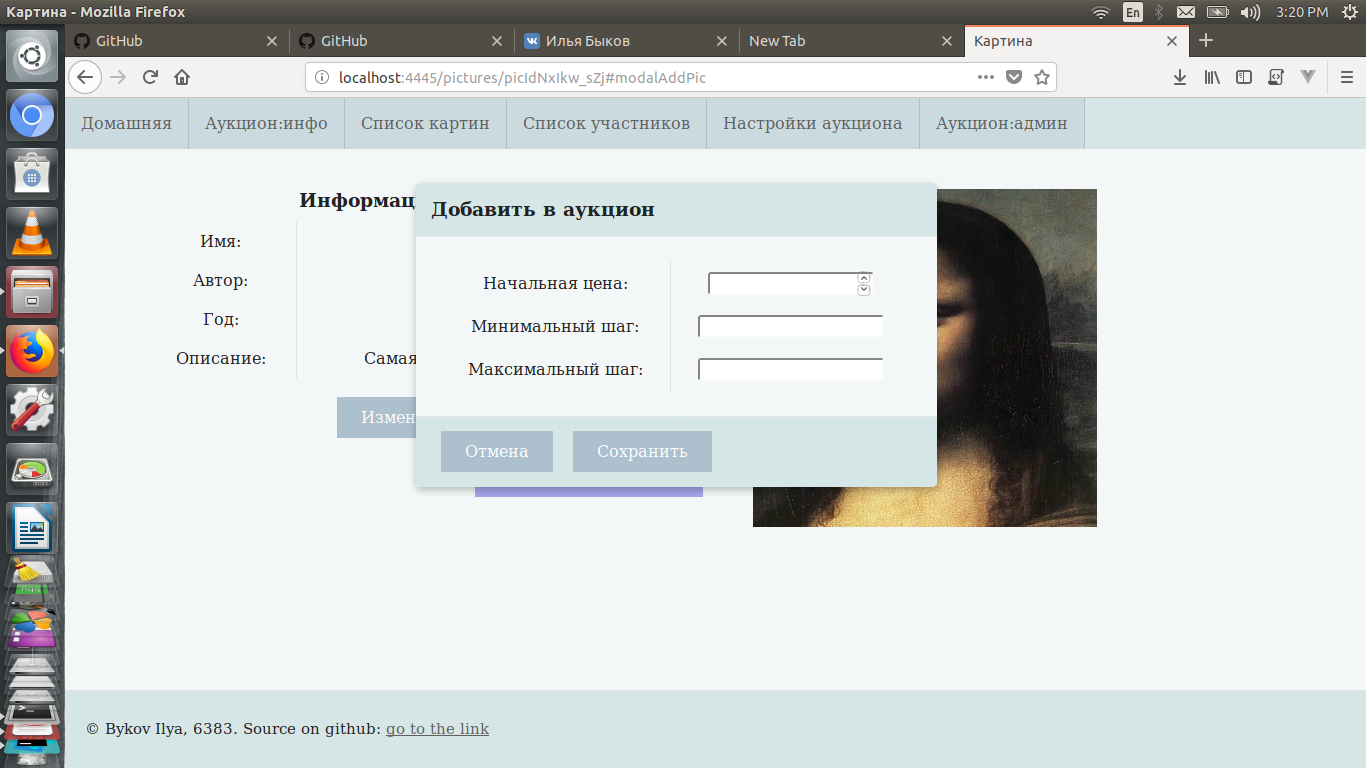 Картина - Mozilla Firefox
En
3:20 PM
GitHub
GitHub
Илья Быков
New Tab
Картина
localhost:4445/pictures/picIdNxIkw_sZj#modalAddPic
Домашняя
Аукцион:инфо
Список картин
Список участников
Настройки аукциона
Аукцион:админ
Информац
Добавить в аукцион
Имя:
Автор:
Год:
Описание:
Самая
Измен
Начальная цена:
Минимальный шаг:
Максимальный шаг:
Отмена
Сохранить
© Bykov Ilya, 6383. Source on github: go to the link